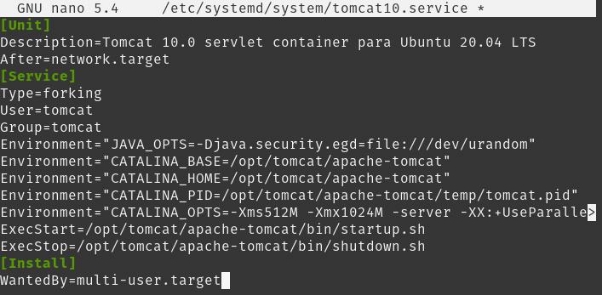 GNU nano 5.4 /etc/systemd/system/tomcat10.service *
[Unit]
Description=Tomcat 10.0 servlet container para Ubuntu 20.04 LTS
After=network.target
[Service]
Type=forking
User=tomcat
Group=tomcat
Environment="JAVA_OPTS=-Djava.security.egd=file:///dev/urandom"
Environment="CATALINA_BASE=/opt/tomcat/apache-tomcat"
Environment="CATALINA_HOME=/opt/tomcat/apache-tomcat"
Environment="CATALINA_PID=/opt/tomcat/apache-tomcat/temp/tomcat.pid"
Environment="CATALINA_OPTS=-Xms512M -Xmx1024M -server -XX:+UseParalle>
ExecStart=/opt/tomcat/apache-tomcat/bin/startup.sh
ExecStop=/opt/tomcat/apache-tomcat/bin/shutdown.sh
[Install]
WantedBy=multi-user.target